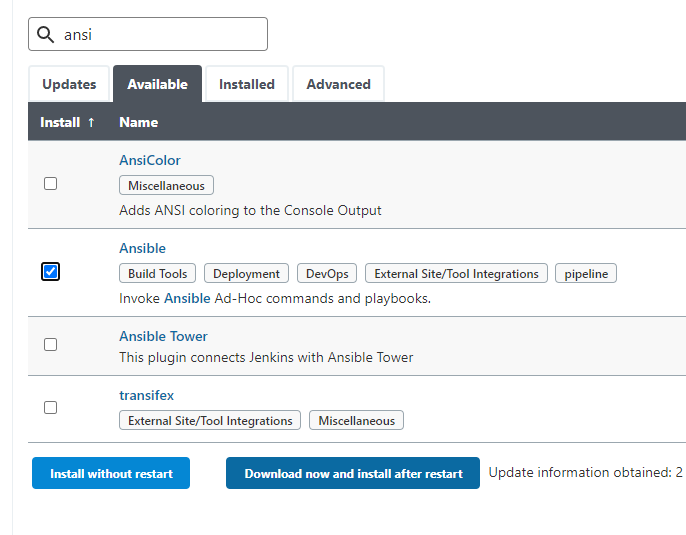 ansi
Updates Available Installed Advanced
Install ↑ Name
AnsiColor
Miscellaneous
Adds ANSI coloring to the Console Output
Ansible
Build Tools Deployment DevOps External Site/Tool Integrations pipeline
Invoke Ansible Ad-Hoc commands and playbooks.
Ansible Tower
This plugin connects Jenkins with Ansible Tower
transifex
External Site/Tool Integrations Miscellaneous
Install without restart Download now and install after restart Update information obtained: 2